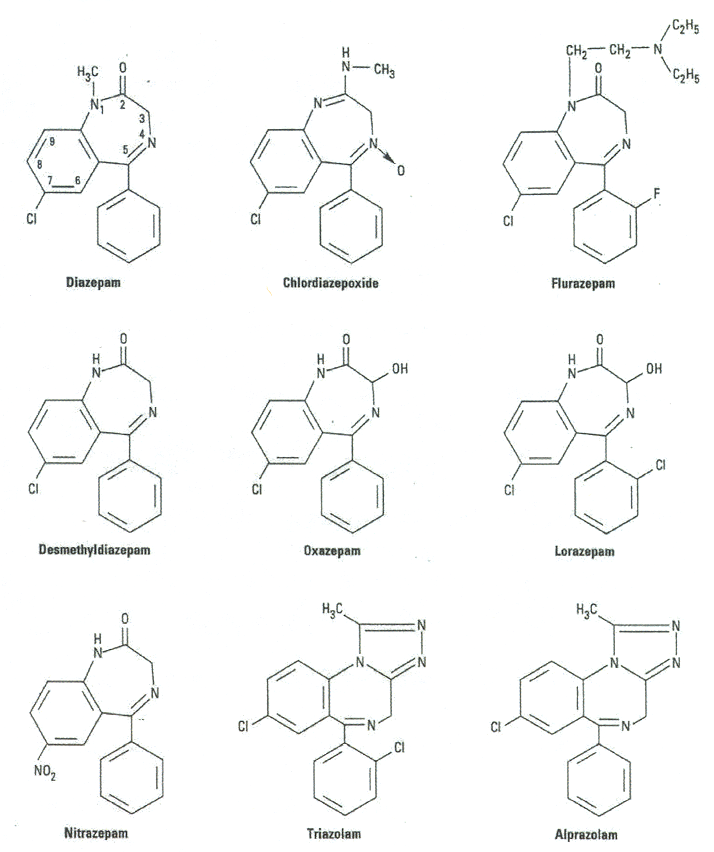 H₃C
O
N 1
2
3
4
N
5
9
8
7
6
Cl
Diazepam
H
N—CH₃
N
N
O
Cl
Chlordiazepoxide
C₂H₅
CH₂—CH₂—N
C₂H₅
O
N
N
F
Cl
Flurazepam
O
H
N
N
Cl
Desmethyldiazepam
O
H
N
OH
N
Cl
Oxazepam
O
H
N
OH
N
Cl
Cl
Lorazepam
O
H
N
N
NO₂
Nitrazepam
H₃C
N
N
N
N
Cl
Cl
Triazolam
H₃C
N
N
N
N
Cl
Alprazolam